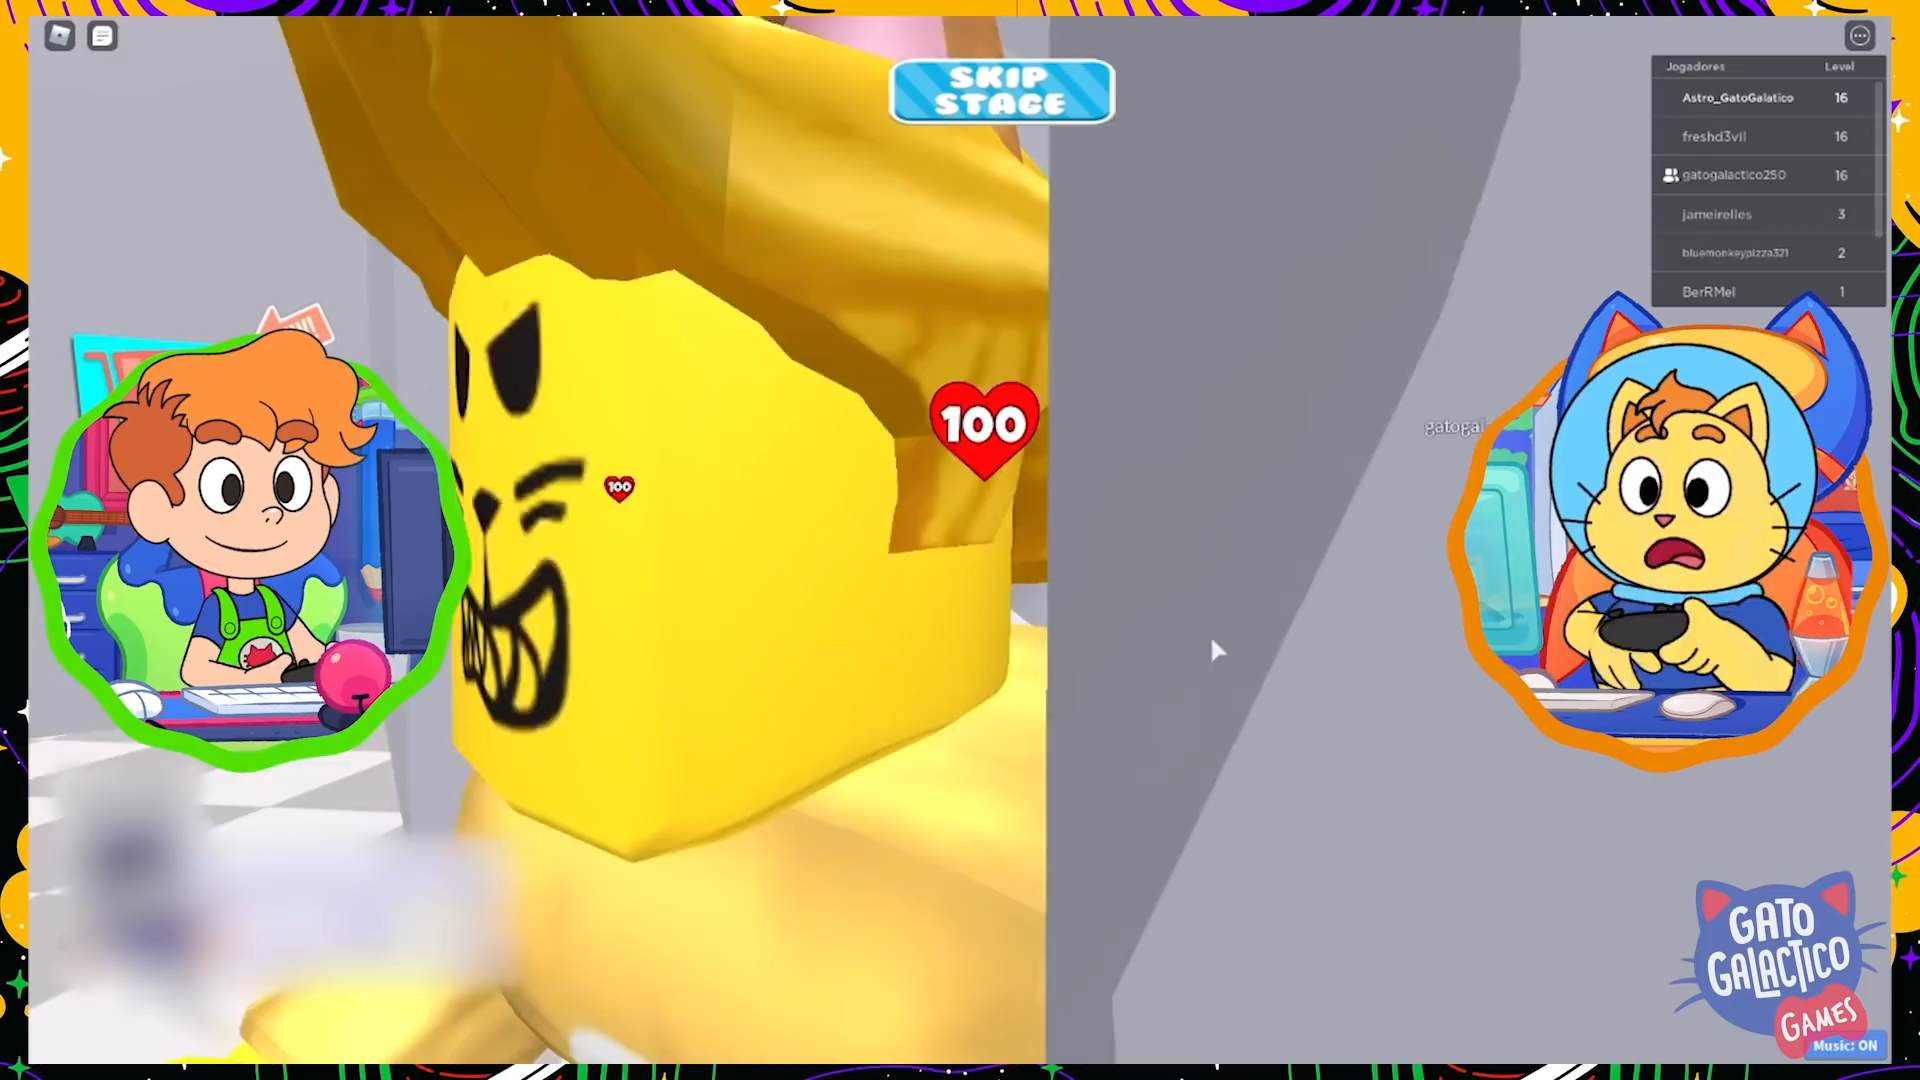 SKIP
STAGE
Jogadores Level
Astro_GatoGalatico 16
freshd3vil 16
gatogalactico250 16
jameirelles 3
bluemonkeypizza321 2
BerRMel 1
100
100
gatogal
GATO
GALACTICO
GAMES
Music: ON